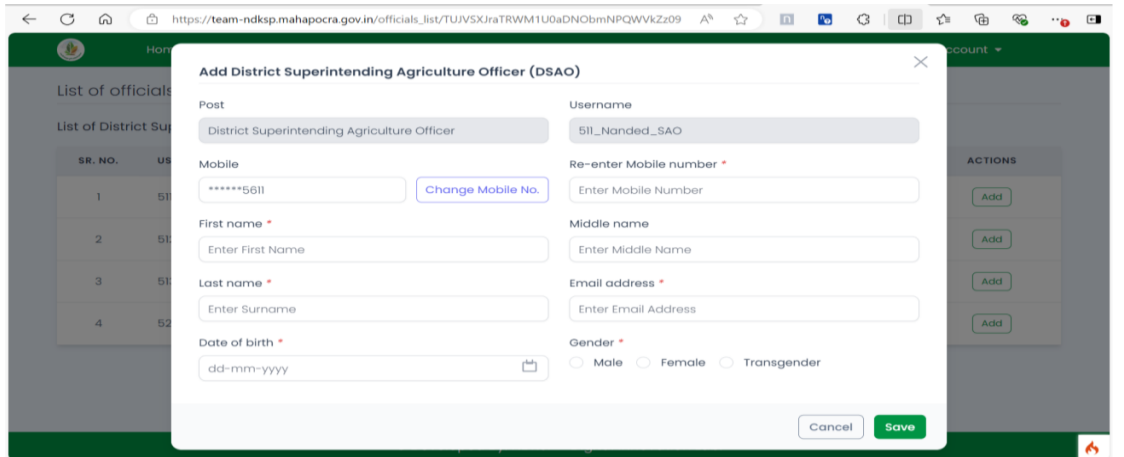 https://team-ndksp.mahapocra.gov.in/officials_list/TUJVSXJraTRWM1U0aDNObmNPQWVkZz09
Add District Superintending Agriculture Officer (DSAO)
List of officials
Post Username
District Superintending Agriculture Officer 511_Nanded_SAO
List of District
SR. NO. ACTIONS
Mobile Re-enter Mobile number *
******5611 Change Mobile No. Enter Mobile Number
1 Add
First name * Middle name
Enter First Name Enter Middle Name
2 Add
Last name * Email address *
3 Add
Enter Surname Enter Email Address
4 52 Add
Date of birth * Gender *
dd-mm-yyyy Male Female Transgender
Cancel Save